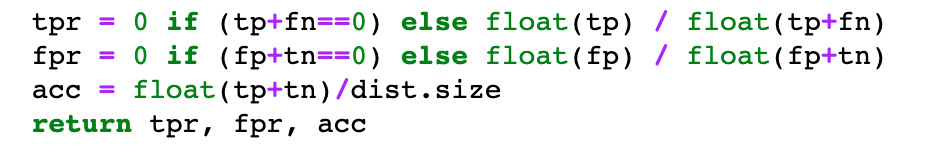 tpr = 0 if (tp+fn==0) else float(tp) / float(tp+fn)
fpr = 0 if (fp+tn==0) else float(fp) / float(fp+tn)
acc = float(tp+tn)/dist.size
return tpr, fpr, acc